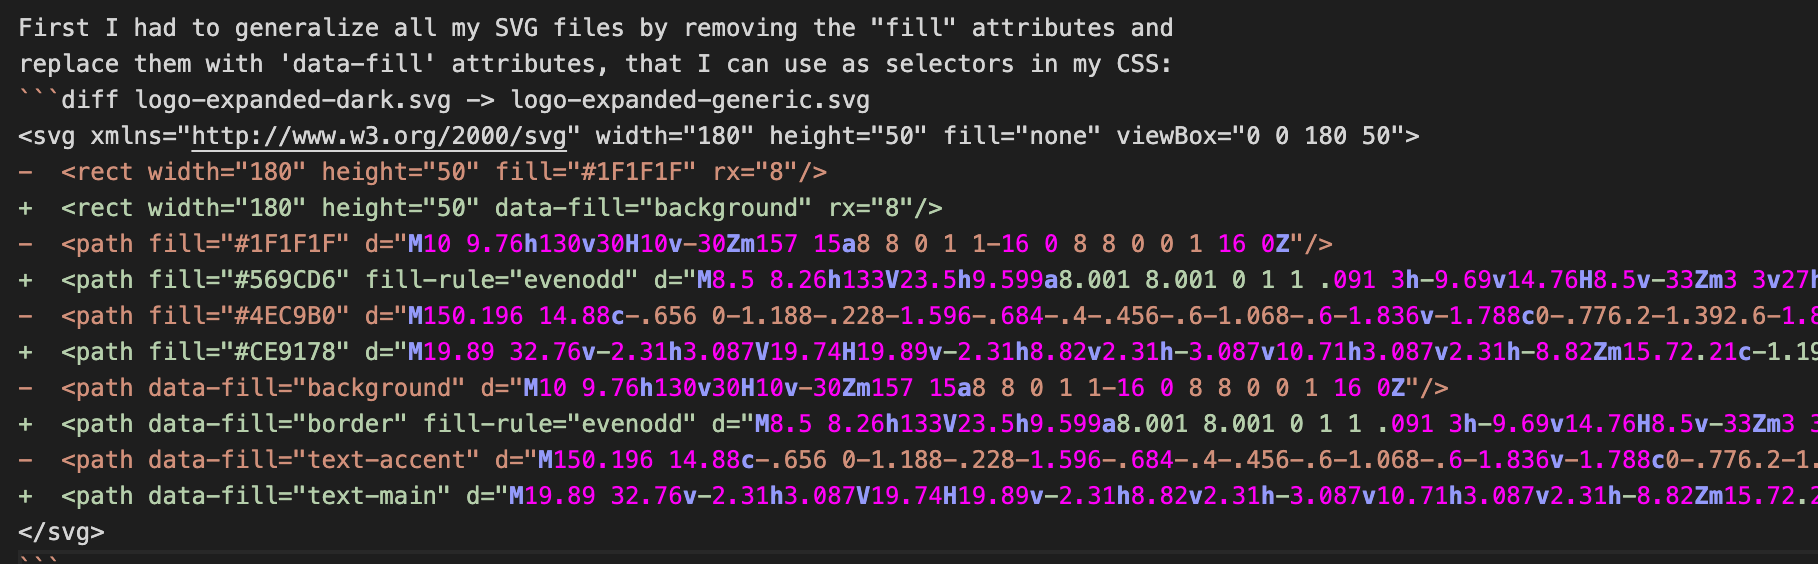 First I had to generalize all my SVG files by removing the "fill" attributes and
replace them with 'data-fill' attributes, that I can use as selectors in my CSS:
```diff logo-expanded-dark.svg -> logo-expanded-generic.svg
<svg xmlns="http://www.w3.org/2000/svg" width="180" height="50" fill="none" viewBox="0 0 180 50">
-  <rect width="180" height="50" fill="#1F1F1F" rx="8"/>
+  <rect width="180" height="50" data-fill="background" rx="8"/>
-  <path fill="#1F1F1F" d="M10 9.76h130v30H10v-30Zm157 15a8 8 0 1 1-16 0 8 8 0 0 1 16 0Z"/>
+  <path fill="#569CD6" fill-rule="evenodd" d="M8.5 8.26h133V23.5h9.599a8.001 8.001 0 1 1 .091 3h-9.69v14.76H8.5v-33Zm3 3v27h
-  <path fill="#4EC9B0" d="M150.196 14.88c-.656 0-1.188-.228-1.596-.684-.4-.456-.6-1.068-.6-1.836v-1.788c0-.776.2-1.392.6-1.8
+  <path fill="#CE9178" d="M19.89 32.76v-2.31h3.087V19.74H19.89v-2.31h8.82v2.31h-3.087v10.71h3.087v2.31h-8.82Zm15.72.21c-1.19
-  <path data-fill="background" d="M10 9.76h130v30H10v-30Zm157 15a8 8 0 1 1-16 0 8 8 0 0 1 16 0Z"/>
+  <path data-fill="border" fill-rule="evenodd" d="M8.5 8.26h133V23.5h9.599a8.001 8.001 0 1 1 .091 3h-9.69v14.76H8.5v-33Zm3 3
-  <path data-fill="text-accent" d="M150.196 14.88c-.656 0-1.188-.228-1.596-.684-.4-.456-.6-1.068-.6-1.836v-1.788c0-.776.2-1.
+  <path data-fill="text-main" d="M19.89 32.76v-2.31h3.087V19.74H19.89v-2.31h8.82v2.31h-3.087v10.71h3.087v2.31h-8.82Zm15.72.2
</svg>
```